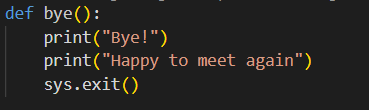 def bye():
    print("Bye!")
    print("Happy to meet again")
    sys.exit()